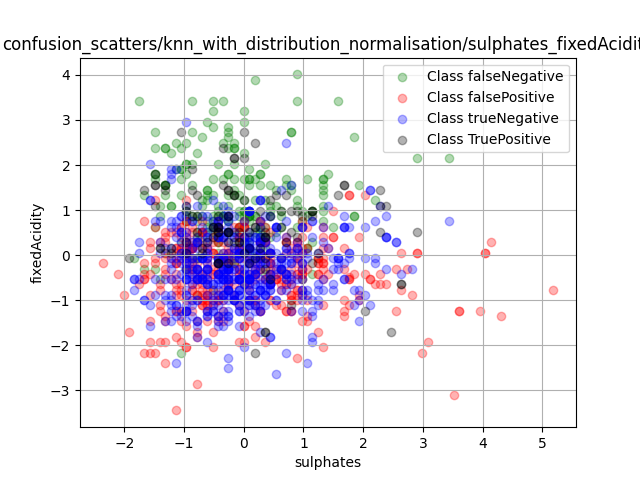 confusion_scatters/knn_with_distribution_normalisation/sulphates_fixedAcidit
Class falseNegative
Class falsePositive
Class trueNegative
Class TruePositive
4
3
2
1
0
−1
−2
−3
fixedAcidity
−2 −1 0 1 2 3 4 5
sulphates